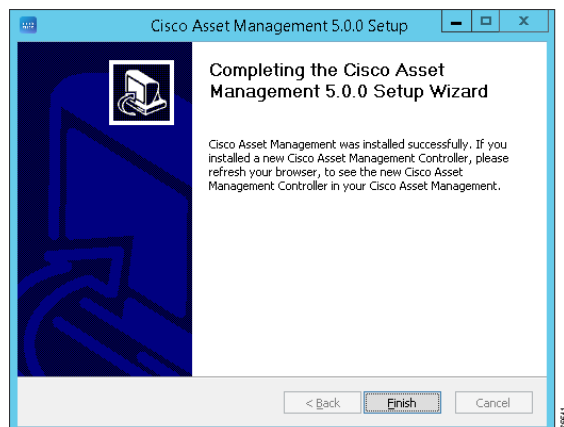 Cisco Asset Management 5.0.0 Setup
Completing the Cisco Asset
Management 5.0.0 Setup Wizard
Cisco Asset Management was installed successfully. If you
installed a new Cisco Asset Management Controller, please
refresh your browser, to see the new Cisco Asset
Management Controller in your Cisco Asset Management.
< Back
Finish
Cancel